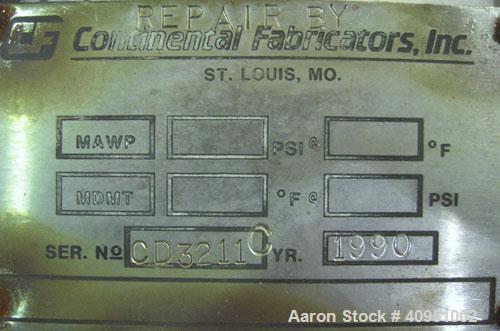 REPAIR BY
CF Continental Fabricators, Inc.
ST. LOUIS, MO.
MAWP PSI @ °F
MDMT °F @ PSI
SER. No CD3211C YR. 1990
Aaron Stock # 40951002